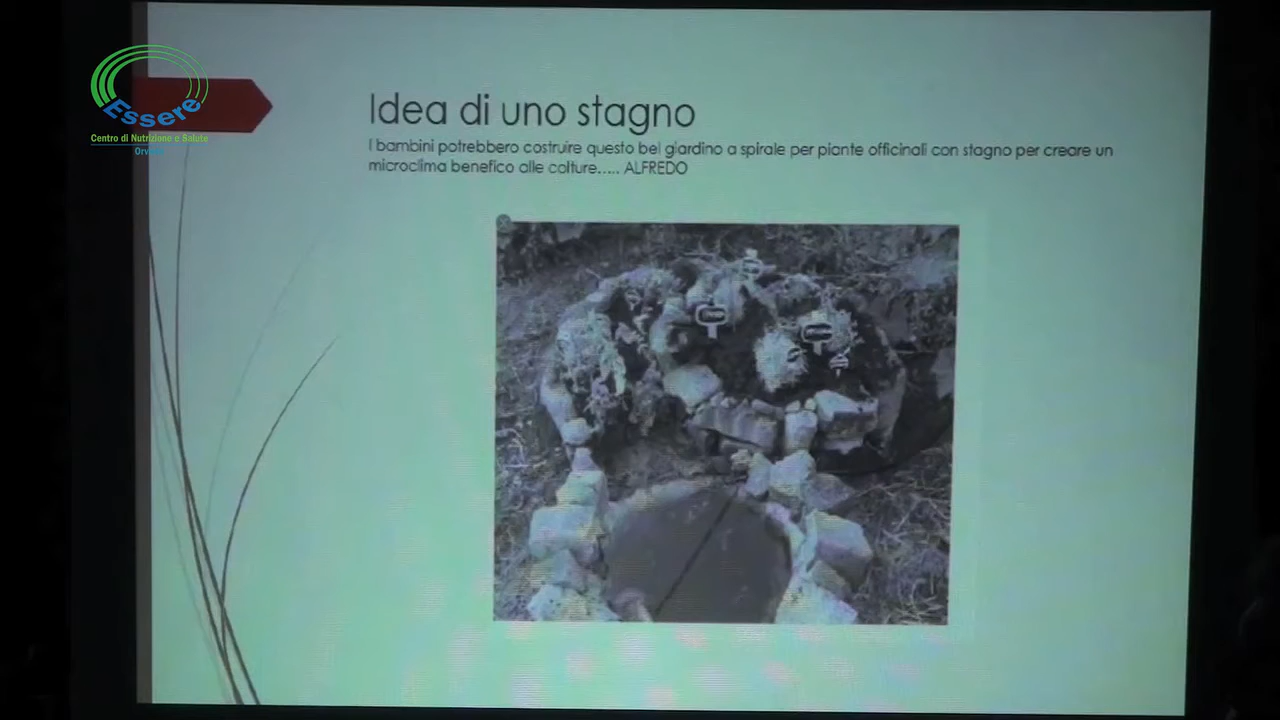 Essere
Centro di Nutrizione e Salute
Idea di uno stagno
I bambini potrebbero costruire questo bel giardino a spirale per piante officinali con stagno per creare un
microclima benefico alle colture..... ALFREDO